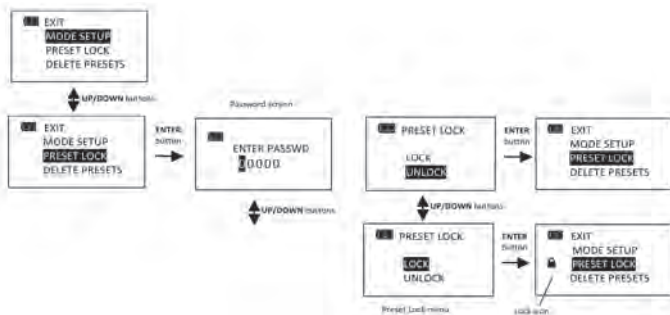 EXIT
MODE SETUP
PRESET LOCK
DELETE PRESETS
UP/DOWN buttons
EXIT
MODE SETUP
PRESET LOCK
DELETE PRESETS
ENTER
button
Password screen
ENTER PASSWD
00000
UP/DOWN buttons
PRESET LOCK
LOCK
UNLOCK
ENTER
button
EXIT
MODE SETUP
PRESET LOCK
DELETE PRESETS
UP/DOWN buttons
PRESET LOCK
LOCK
UNLOCK
Preset Lock menu
ENTER
button
EXIT
MODE SETUP
PRESET LOCK
DELETE PRESETS
Lock icon